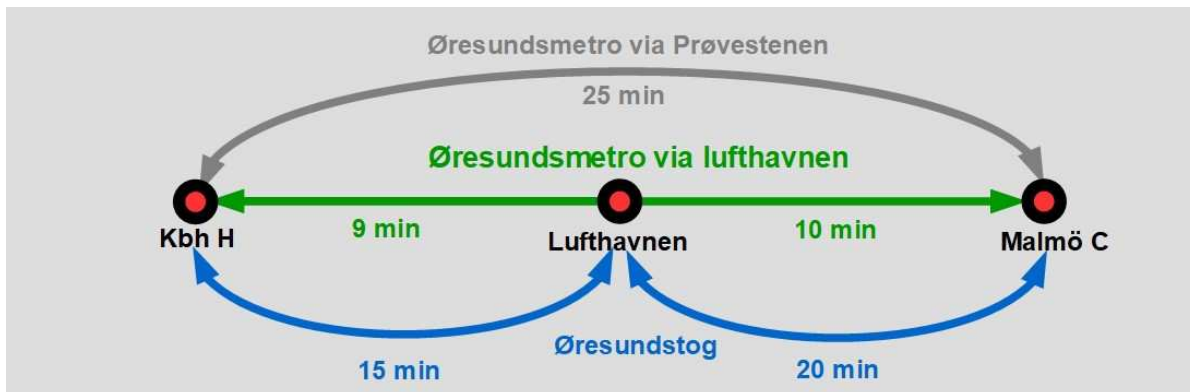 Øresundsmetro via Prøvestenen
25 min
Øresundsmetro via lufthavnen
9 min
10 min
Kbh H
Lufthavnen
Malmö C
Øresundstog
15 min
20 min